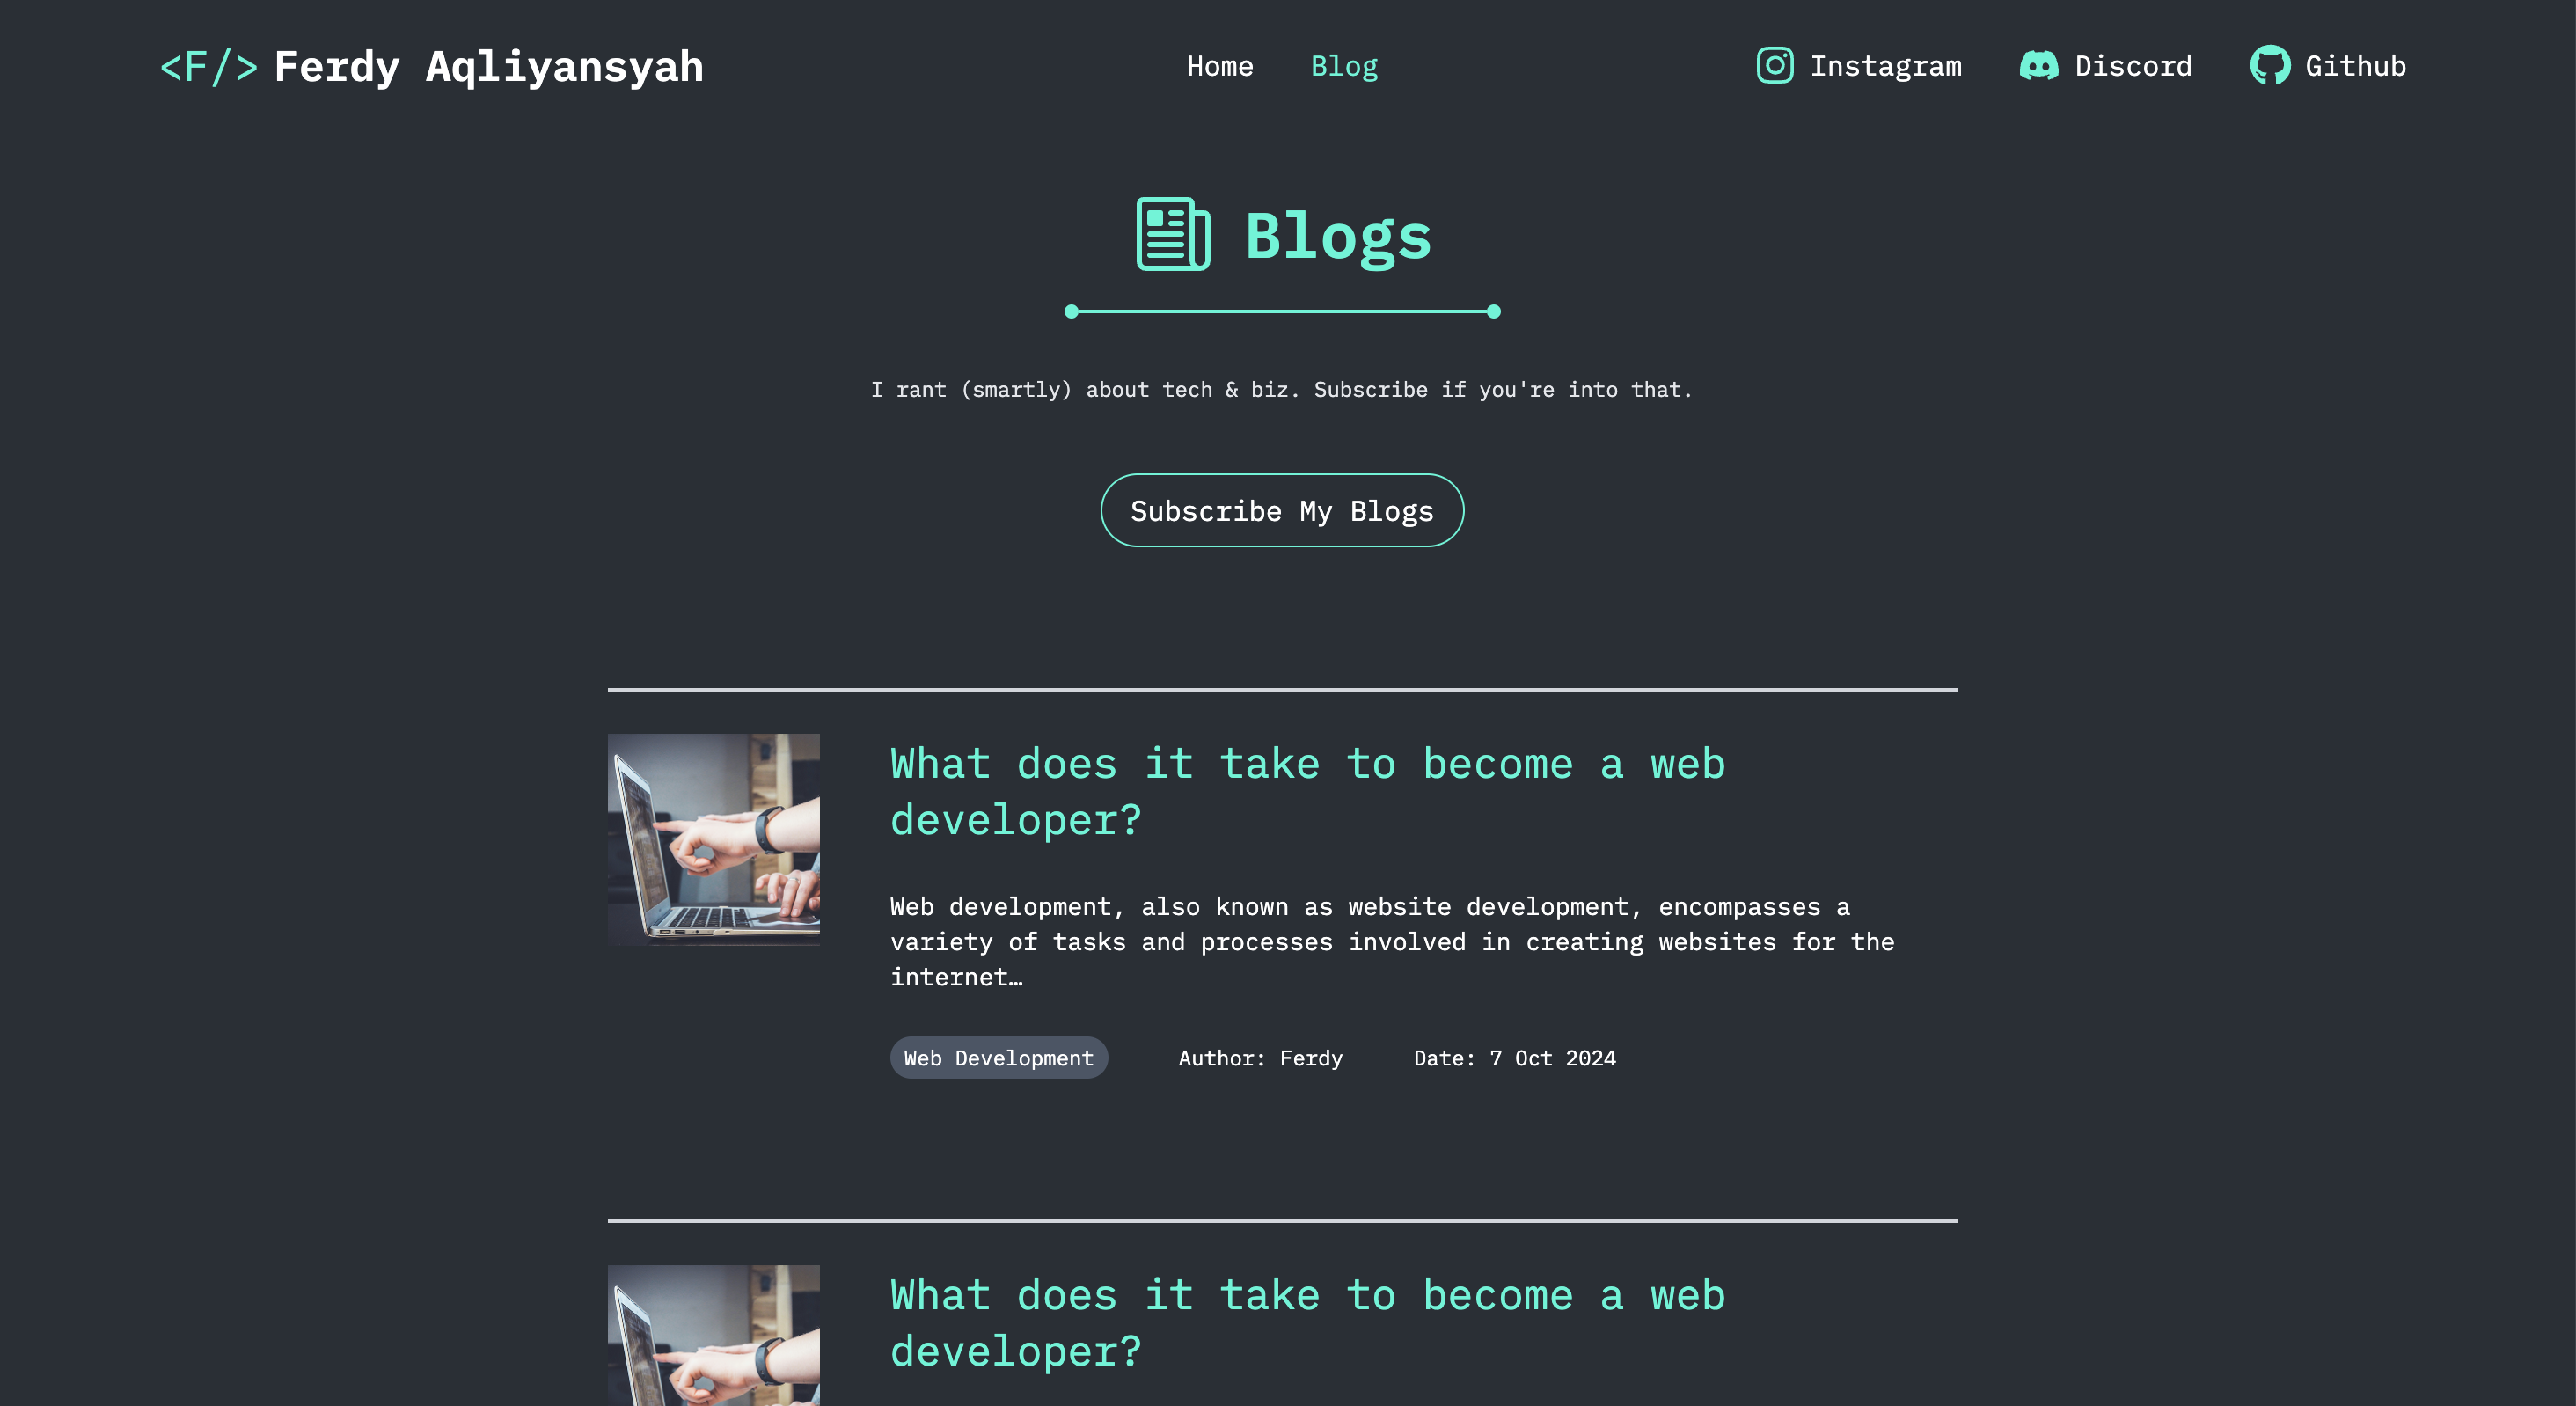 <F/> Ferdy Aqliyansyah
Home Blog
Instagram Discord Github
Blogs
I rant (smartly) about tech & biz. Subscribe if you're into that.
Subscribe My Blogs
What does it take to become a web
developer?
Web development, also known as website development, encompasses a
variety of tasks and processes involved in creating websites for the
internet…
Web Development Author: Ferdy Date: 7 Oct 2024
What does it take to become a web
developer?